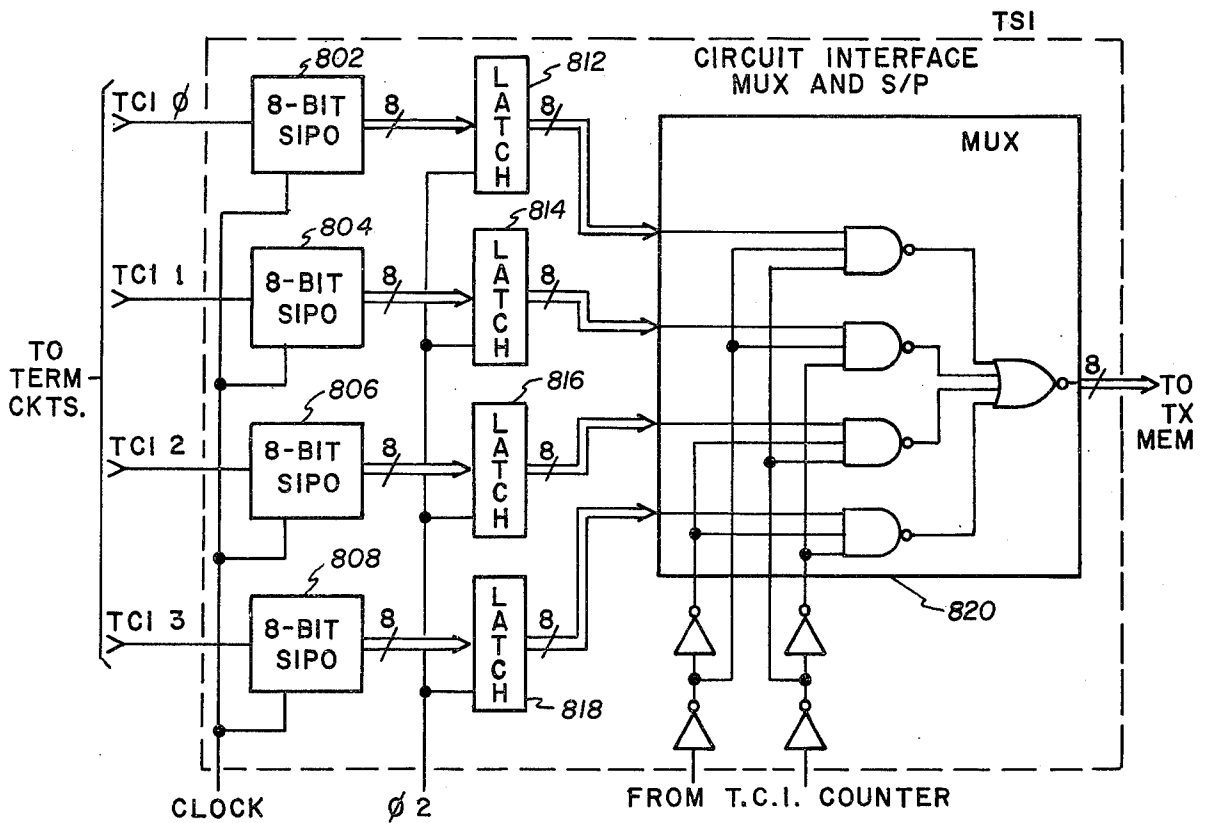 TSI
CIRCUIT INTERFACE
MUX AND S/P
802
812
TCI Ø
8-BIT
SIPO
8
LATCH
8
MUX
804
814
TCI 1
8-BIT
SIPO
8
LATCH
8
TO
TERM
CKTS.
806
816
TCI 2
8-BIT
SIPO
8
LATCH
8
8
TO
TX
MEM
808
TCI 3
8-BIT
SIPO
8
LATCH
8
818
820
CLOCK
Ø 2
FROM T.C.I. COUNTER